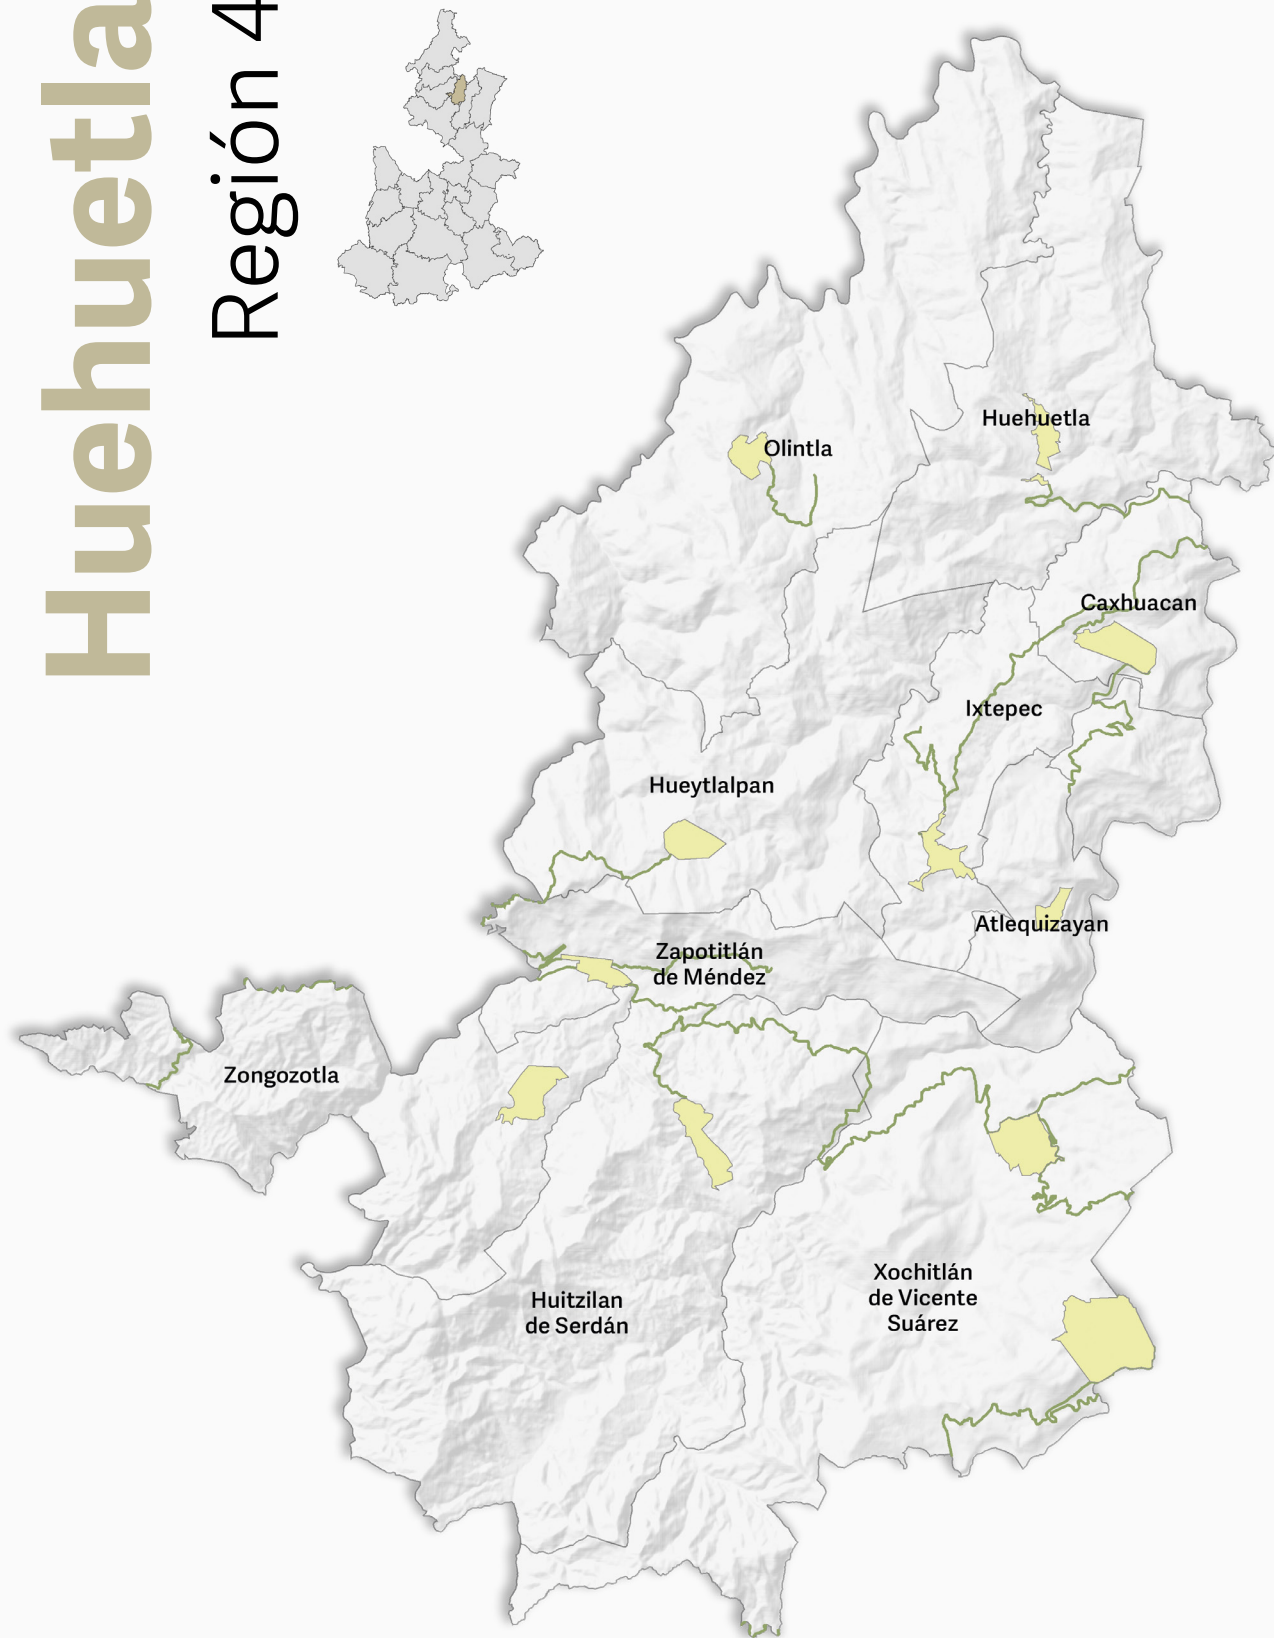 Huehuetla
Región 4
Huehuetla
Olintla
Caxhuacan
Ixtepec
Hueytlalpan
Atlequizayan
Zapotitlán
de Méndez
Zongozotla
Xochitlán
de Vicente
Suárez
Huitzilan
de Serdán